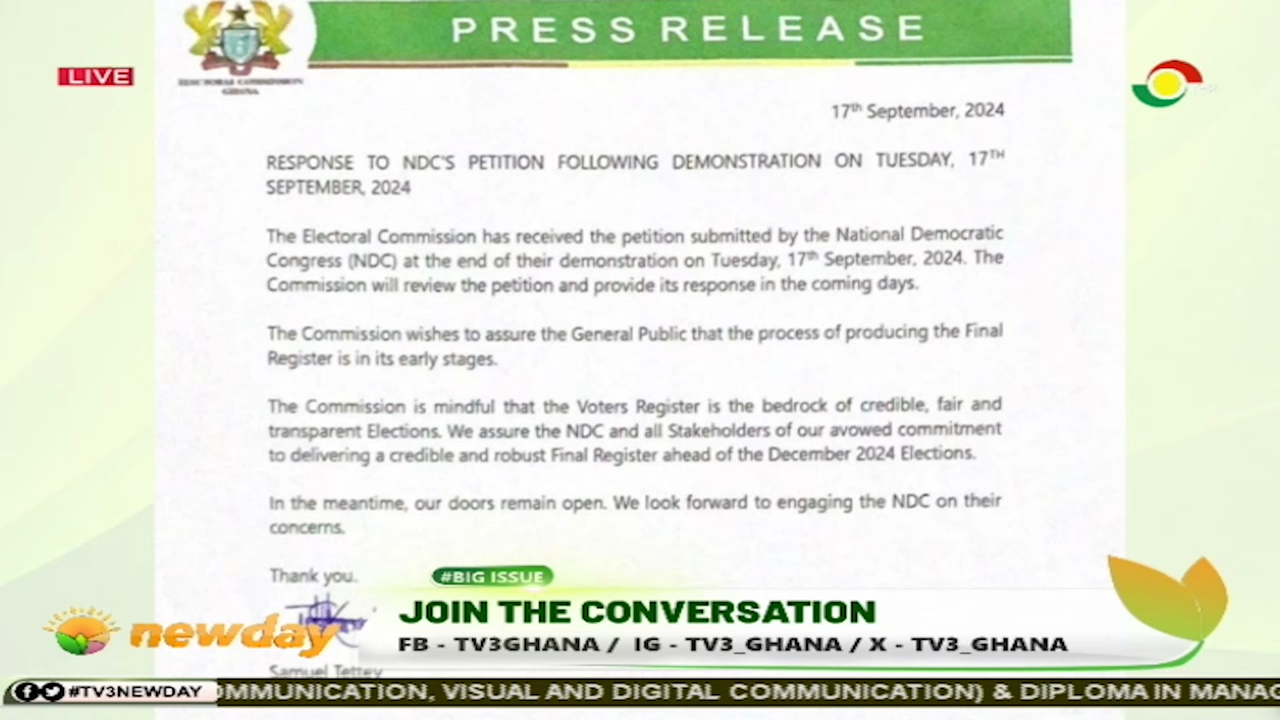 PRESS RELEASE
ELECTORAL COMMISSION
GHANA
LIVE
17th September, 2024
RESPONSE TO NDC'S PETITION FOLLOWING DEMONSTRATION ON TUESDAY, 17TH
SEPTEMBER, 2024
The Electoral Commission has received the petition submitted by the National Democratic
Congress (NDC) at the end of their demonstration on Tuesday, 17th September, 2024. The
Commission will review the petition and provide its response in the coming days.
The Commission wishes to assure the General Public that the process of producing the Final
Register is in its early stages.
The Commission is mindful that the Voters Register is the bedrock of credible, fair and
transparent Elections. We assure the NDC and all Stakeholders of our avowed commitment
to delivering a credible and robust Final Register ahead of the December 2024 Elections.
In the meantime, our doors remain open. We look forward to engaging the NDC on their
concerns.
Thank you.
#BIG ISSUE
JOIN THE CONVERSATION
newday
FB - TV3GHANA / IG - TV3_GHANA / X - TV3_GHANA
Samuel Tettey
#TV3NEWDAY OMMUNICATION, VISUAL AND DIGITAL COMMUNICATION) & DIPLOMA IN MANAG